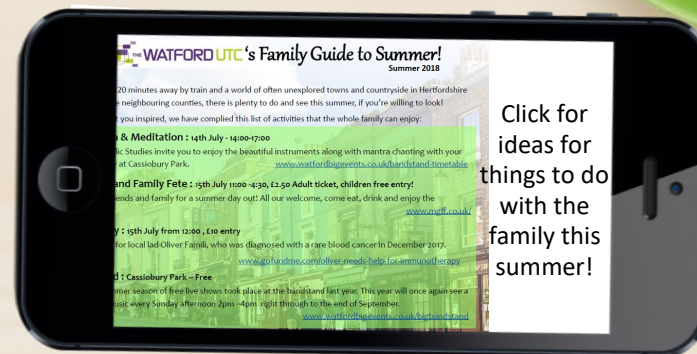 THE WATFORD UTC 's Family Guide to Summer!
Summer 2018
20 minutes away by train and a world of often unexplored towns and countryside in Hertfordshire
neighbouring counties, there is plenty to do and see this summer, if you're willing to look!
you inspired, we have complied this list of activities that the whole family can enjoy:
& Meditation : 14th July - 14:00-17:00
dic Studies invite you to enjoy the beautiful instruments along with mantra chanting with your
at Cassiobury Park. www.watfordbigevents.co.uk/bandstand-timetable
and Family Fete : 15th July 11:00 -4:30, £2.50 Adult ticket, children free entry!
ends and family for a summer day out! All our welcome, come eat, drink and enjoy the
www.mgff.co.uk/
: 15th July from 12:00 , £10 entry
for local lad Oliver Famili, who was diagnosed with a rare blood cancer in December 2017.
www.gofundme.com/oliver-needs-help-for-immunotherapy
: Cassiobury Park – Free
mer season of free live shows took place at the bandstand last year. This year will once again see a
usic every Sunday afternoon 2pm –4pm right through to the end of September.
www.watfordbigevents.co.uk/bigbandstand
Click for
ideas for
things to do
with the
family this
summer!